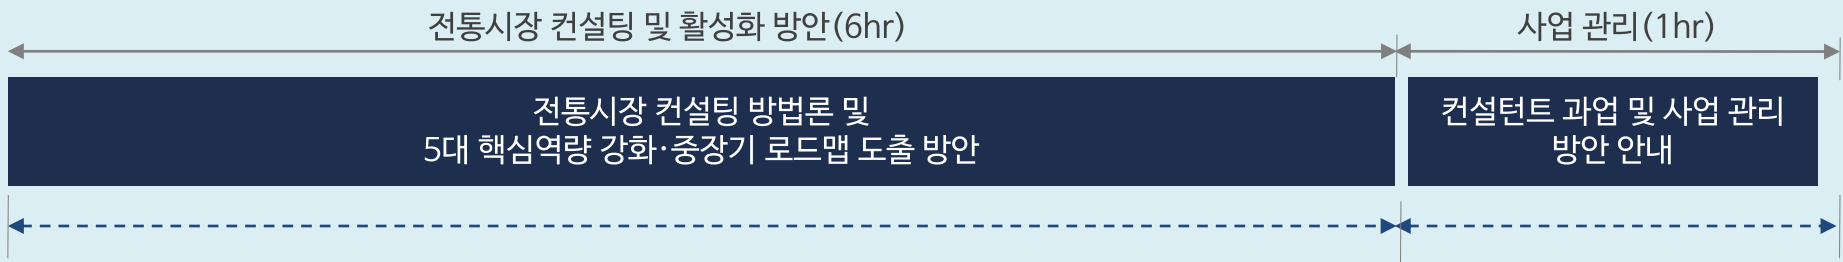 전통시장 컨설팅 및 활성화 방안(6hr)
사업 관리(1hr)
전통시장 컨설팅 방법론 및
5대 핵심역량 강화·중장기 로드맵 도출 방안
컨설턴트 과업 및 사업 관리
방안 안내